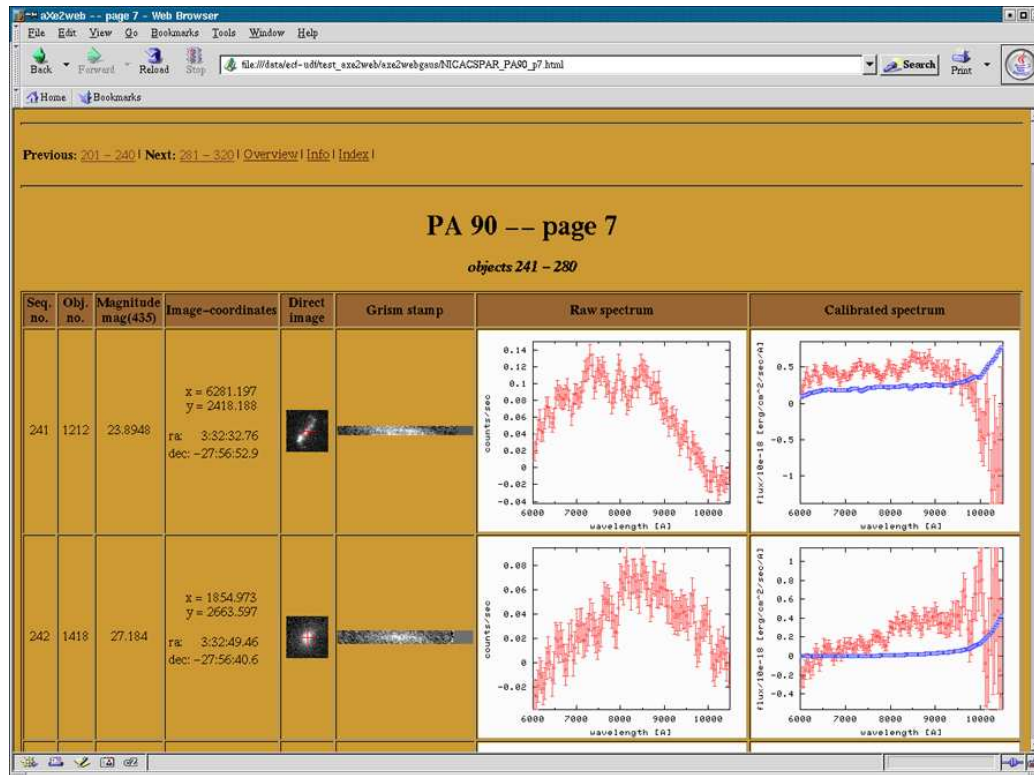 aXe2web -- page 7 - Web Browser
File Edit View Go Bookmarks Tools Window Help
Back Forward Reload Stop file:///data/ecf-udf/test_axe2web/axe2webgaus/NICACSPAR_PA90_p7.html Search Print
Home Bookmarks
Previous: 201 – 240 | Next: 281 – 320 | Overview | Info | Index |
PA 90 –– page 7
objects 241 – 280
Seq. no. Obj. no. Magnitude mag(435) Image-coordinates Direct image Grism stamp Raw spectrum Calibrated spectrum
241 1212 23.8948
x = 6281.197
y = 2418.188
ra: 3:32:32.76
dec: -27:56:52.9
counts/sec
0.14
0.12
0.1
0.08
0.06
0.04
0.02
0
-0.02
-0.04
6000 7000 8000 9000 10000
wavelength [A]
flux/10e-18 [erg/cm^2/sec/A]
0.5
0
-0.5
-1
6000 7000 8000 9000 10000
wavelength [A]
242 1418 27.184
x = 1854.973
y = 2663.597
ra: 3:32:49.46
dec: -27:56:40.6
counts/sec
0.08
0.06
0.04
0.02
0
-0.02
6000 7000 8000 9000 10000
wavelength [A]
flux/10e-18 [erg/cm^2/sec/A]
1
0.8
0.6
0.4
0.2
0
-0.2
-0.4
6000 7000 8000 9000 10000
wavelength [A]